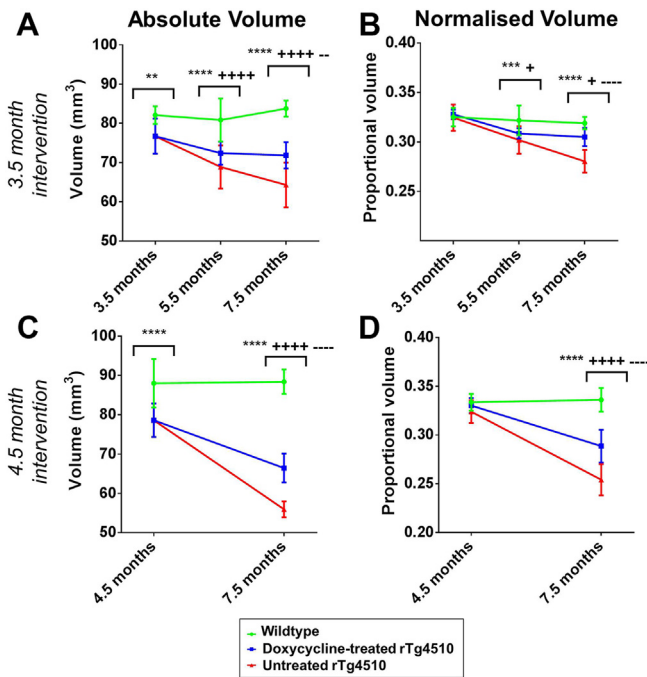 Absolute Volume
Normalised Volume
3.5 month
intervention
A
Volume (mm3)
100
90
80
70
60
50
**
**** ++++
**** ++++ --
3.5 months
5.5 months
7.5 months
B
Proportional volume
0.40
0.35
0.30
0.25
*** +
**** + ----
3.5 months
5.5 months
7.5 months
4.5 month
intervention
C
Volume (mm3)
100
90
80
70
60
50
****
**** ++++ ----
4.5 months
7.5 months
D
Proportional volume
0.40
0.35
0.30
0.25
0.20
**** ++++ ----
4.5 months
7.5 months
Wildtype
Doxycycline-treated rTg4510
Untreated rTg4510